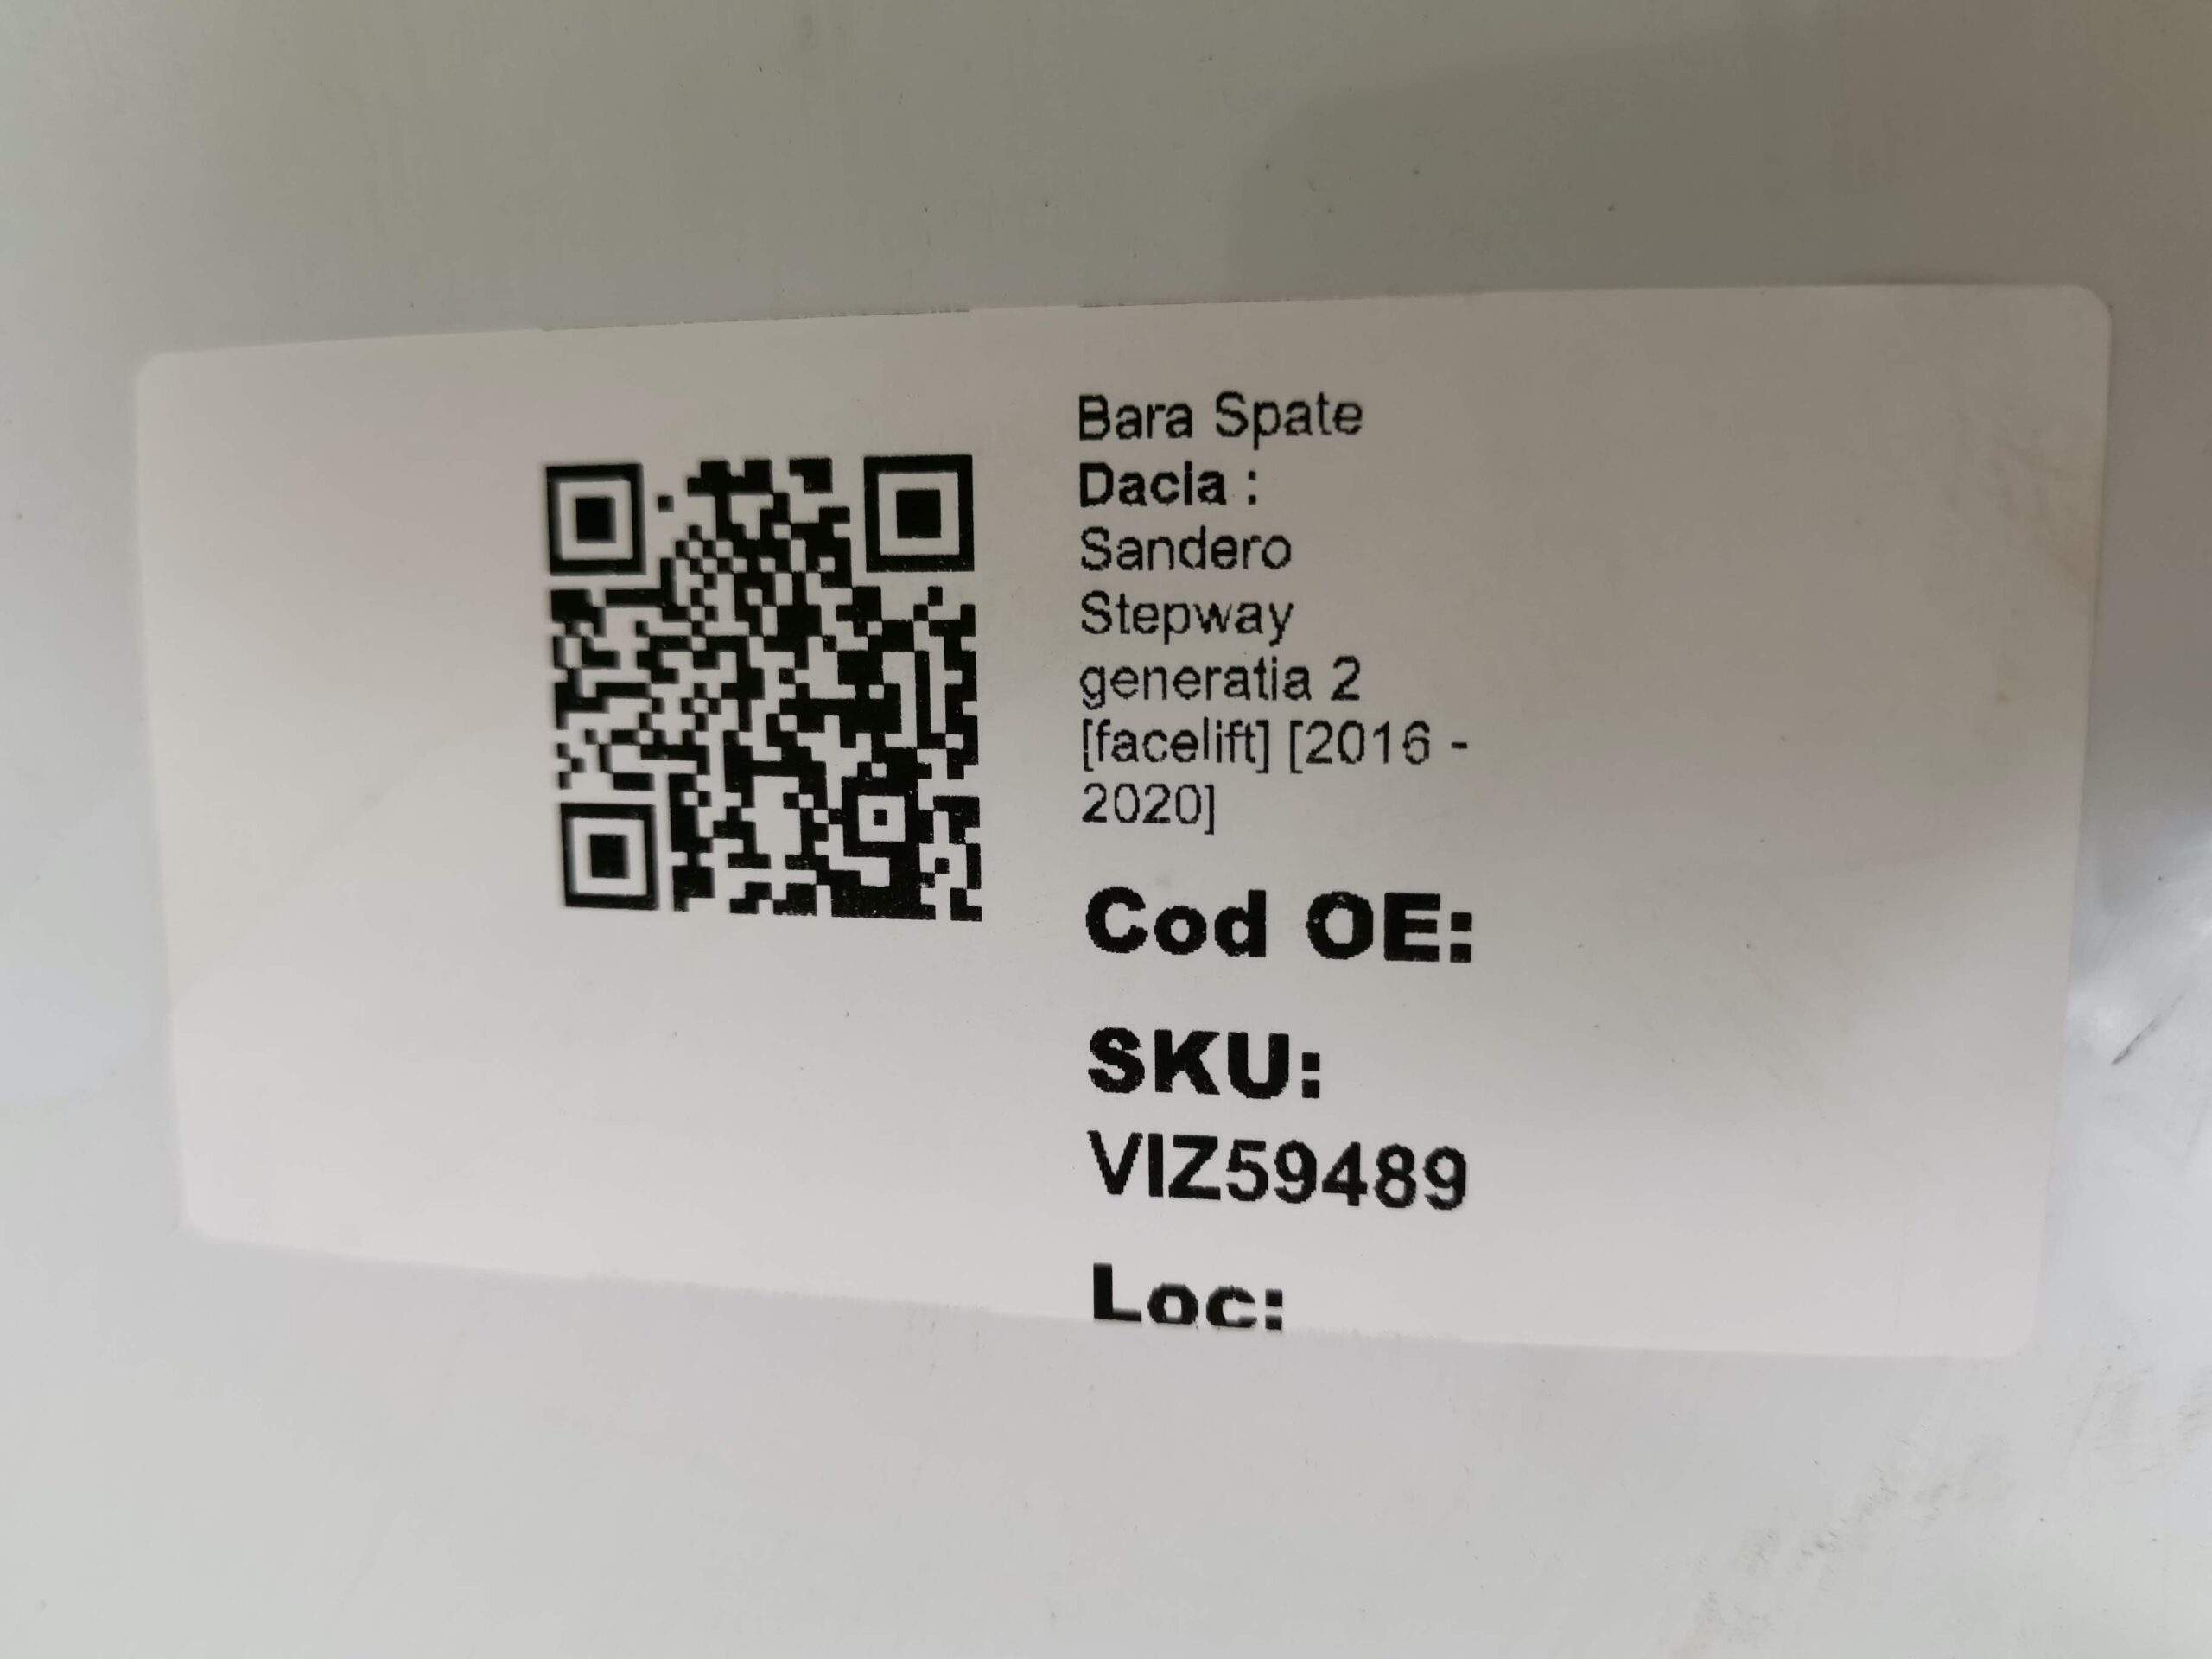 Bara Spate
Dacia :
Sandero
Stepway
generatia 2
[facelift] [2016 -
2020]
Cod OE:
SKU:
VIZ59489
Loc: